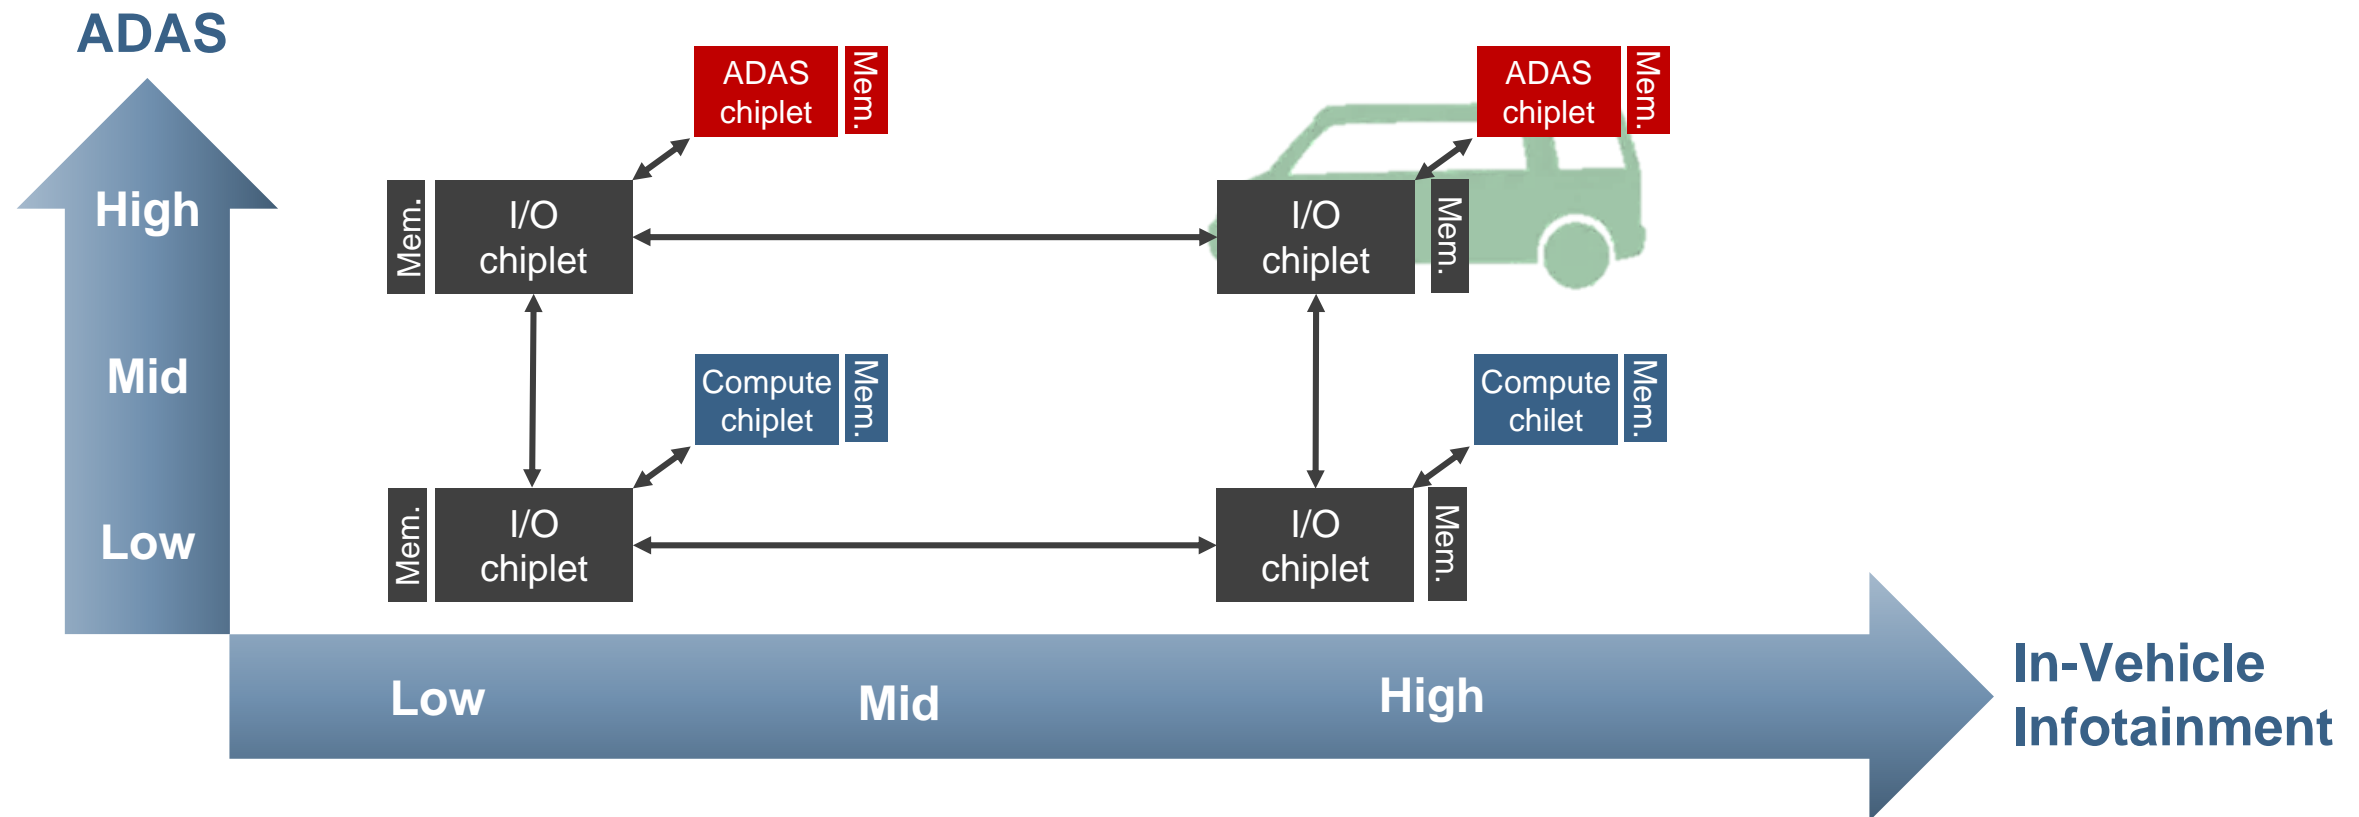 ADAS
High
Mid
Low
ADAS
chiplet
Mem.
ADAS
chiplet
Mem.
Mem.
I/O
chiplet
I/O
chiplet
Mem.
Compute
chiplet
Mem.
Compute
chilet
Mem.
Mem.
I/O
chiplet
I/O
chiplet
Mem.
Low
Mid
High
In-Vehicle
Infotainment